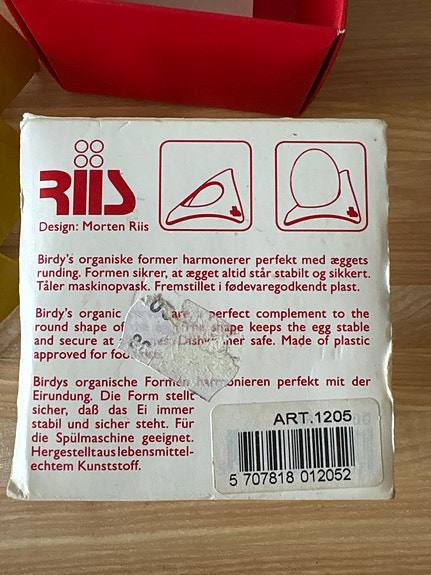 RIIS
Design: Morten Riis
Birdy's organiske former harmonerer perfekt med æggets
runding. Formen sikrer, at ægget altid står stabilt og sikkert.
Tåler maskinopvask. Fremstillet i fødevaregodkendt plast.
Birdy's organic are perfect complement to the
round shape of shape keeps the egg stable
and secure at safe. Made of plastic
approved for
Birdys organische Formen harmonieren perfekt mit der
Eirundung. Die Form stellt
sicher, daß das Ei immer
stabil und sicher steht. Für
die Spülmaschine geeignet.
Hergestelltauslebensmittel-
echtem Kunststoff.
ART.1205
5 707818 012052